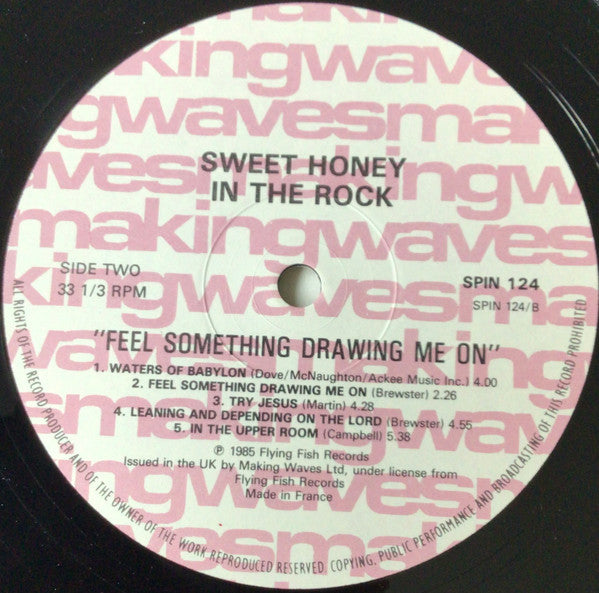 makingwaves
SWEET HONEY
IN THE ROCK
SIDE TWO
33 1/3 RPM
SPIN 124
SPIN 124/B
"FEEL SOMETHING DRAWING ME ON"
1. WATERS OF BABYLON (Dove/McNaughton/Ackee Music Inc.) 4.00
2. FEEL SOMETHING DRAWING ME ON (Brewster) 2.26
3. TRY JESUS (Martin) 4.28
4. LEANING AND DEPENDING ON THE LORD (Brewster) 4.55
5. IN THE UPPER ROOM (Campbell) 5.38
℗ 1985 Flying Fish Records
Issued in the UK by Making Waves Ltd, under license from
Flying Fish Records
Made in France
ALL RIGHTS OF THE RECORD PRODUCER AND OF THE OWNER OF THE WORK REPRODUCED RESERVED. COPYING, PUBLIC PERFORMANCE AND BROADCASTING OF THIS RECORD PROHIBITED